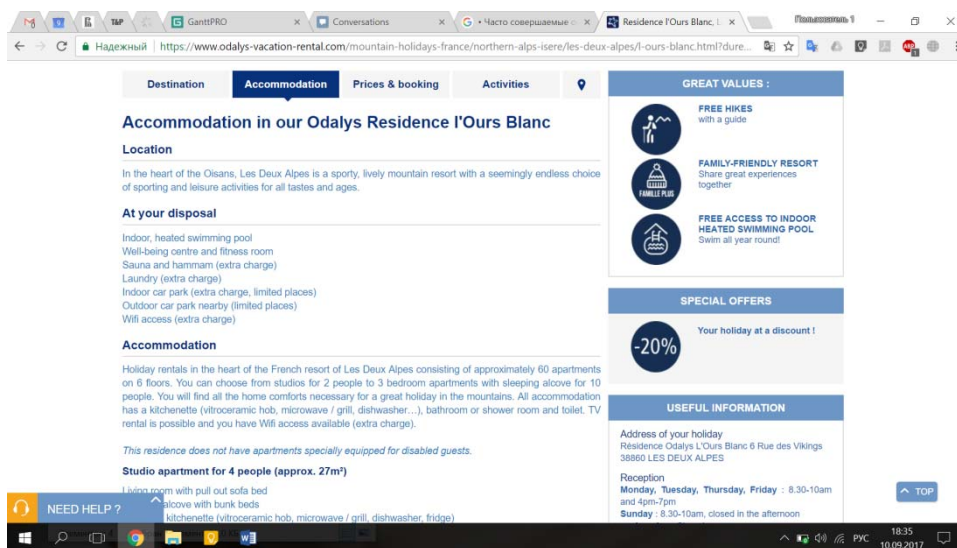 GanttPRO
Conversations
• Часто совершаемые
Residence l'Ours Blanc, L
Пользователь 1
Надежный | https://www.odalys-vacation-rental.com/mountain-holidays-france/northern-alps-isere/les-deux-alpes/l-ours-blanc.html?dure...
Destination Accommodation Prices & booking Activities
Accommodation in our Odalys Residence l'Ours Blanc
Location
In the heart of the Oisans, Les Deux Alpes is a sporty, lively mountain resort with a seemingly endless choice
of sporting and leisure activities for all tastes and ages.
At your disposal
Indoor, heated swimming pool
Well-being centre and fitness room
Sauna and hammam (extra charge)
Laundry (extra charge)
Indoor car park (extra charge, limited places)
Outdoor car park nearby (limited places)
Wifi access (extra charge)
Accommodation
Holiday rentals in the heart of the French resort of Les Deux Alpes consisting of approximately 60 apartments
on 6 floors. You can choose from studios for 2 people to 3 bedroom apartments with sleeping alcove for 10
people. You will find all the home comforts necessary for a great holiday in the mountains. All accommodation
has a kitchenette (vitroceramic hob, microwave / grill, dishwasher…), bathroom or shower room and toilet. TV
rental is possible and you have Wifi access available (extra charge).
This residence does not have apartments specially equipped for disabled guests.
Studio apartment for 4 people (approx. 27m²)
Living room with pull out sofa bed
alcove with bunk beds
kitchenette (vitroceramic hob, microwave / grill, dishwasher, fridge)
NEED HELP ?
GREAT VALUES :
FREE HIKES
with a guide
FAMILLE PLUS
FAMILY-FRIENDLY RESORT
Share great experiences
together
FREE ACCESS TO INDOOR
HEATED SWIMMING POOL
Swim all year round!
SPECIAL OFFERS
-20%
Your holiday at a discount !
USEFUL INFORMATION
Address of your holiday
Résidence Odalys L'Ours Blanc 6 Rue des Vikings
38860 LES DEUX ALPES
Reception
Monday, Tuesday, Thursday, Friday : 8.30-10am
and 4pm-7pm
Sunday : 8.30-10am, closed in the afternoon
TOP
РУС
18:35
10.09.2017